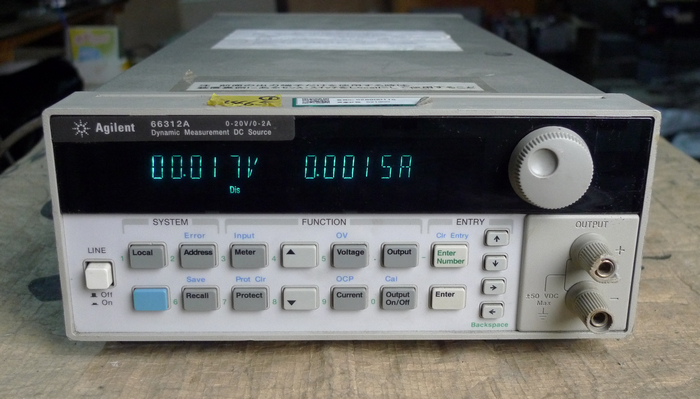 Agilent
66312A
0-20V/0-2A
Dynamic Measurement DC Source
00.017V 0.0015A
Dis
SYSTEM FUNCTION ENTRY
Error Input OV Clr Entry
LINE
1 Local 2 Address 3 Meter 4 5 Voltage - Output Enter Number
Off
On
Save Prot Clr OCP Cal
6 Recall 7 Protect 8 9 Current 0 Output On/Off . Enter
Backspace
OUTPUT
+
-
±50 VDC
Max